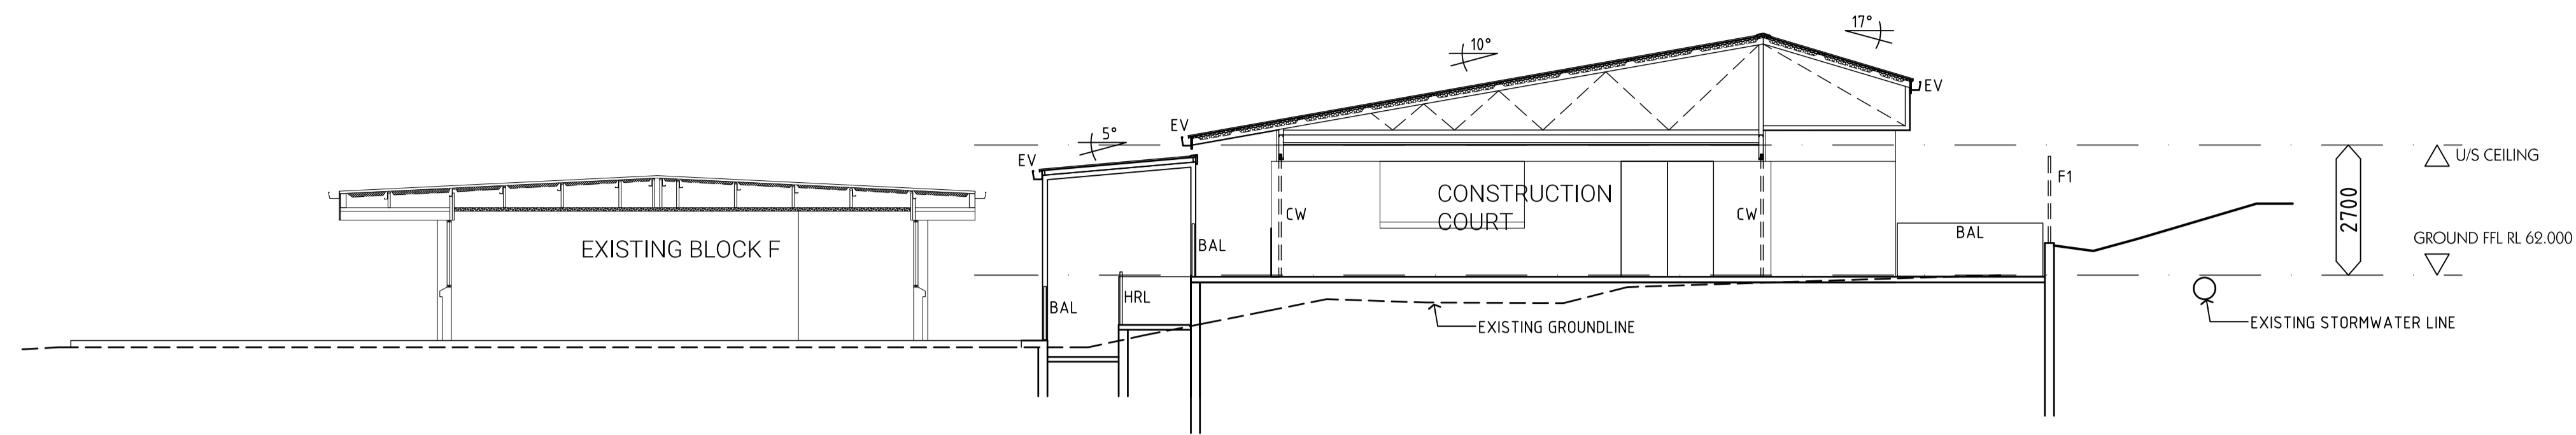 17°
10°
EV
EV
5°
EV
U/S CEILING
F1
CONSTRUCTION
COURT
2700
CW
CW
BAL
GROUND FFL RL 62.000
EXISTING BLOCK F
BAL
HRL
BAL
EXISTING GROUNDLINE
EXISTING STORMWATER LINE